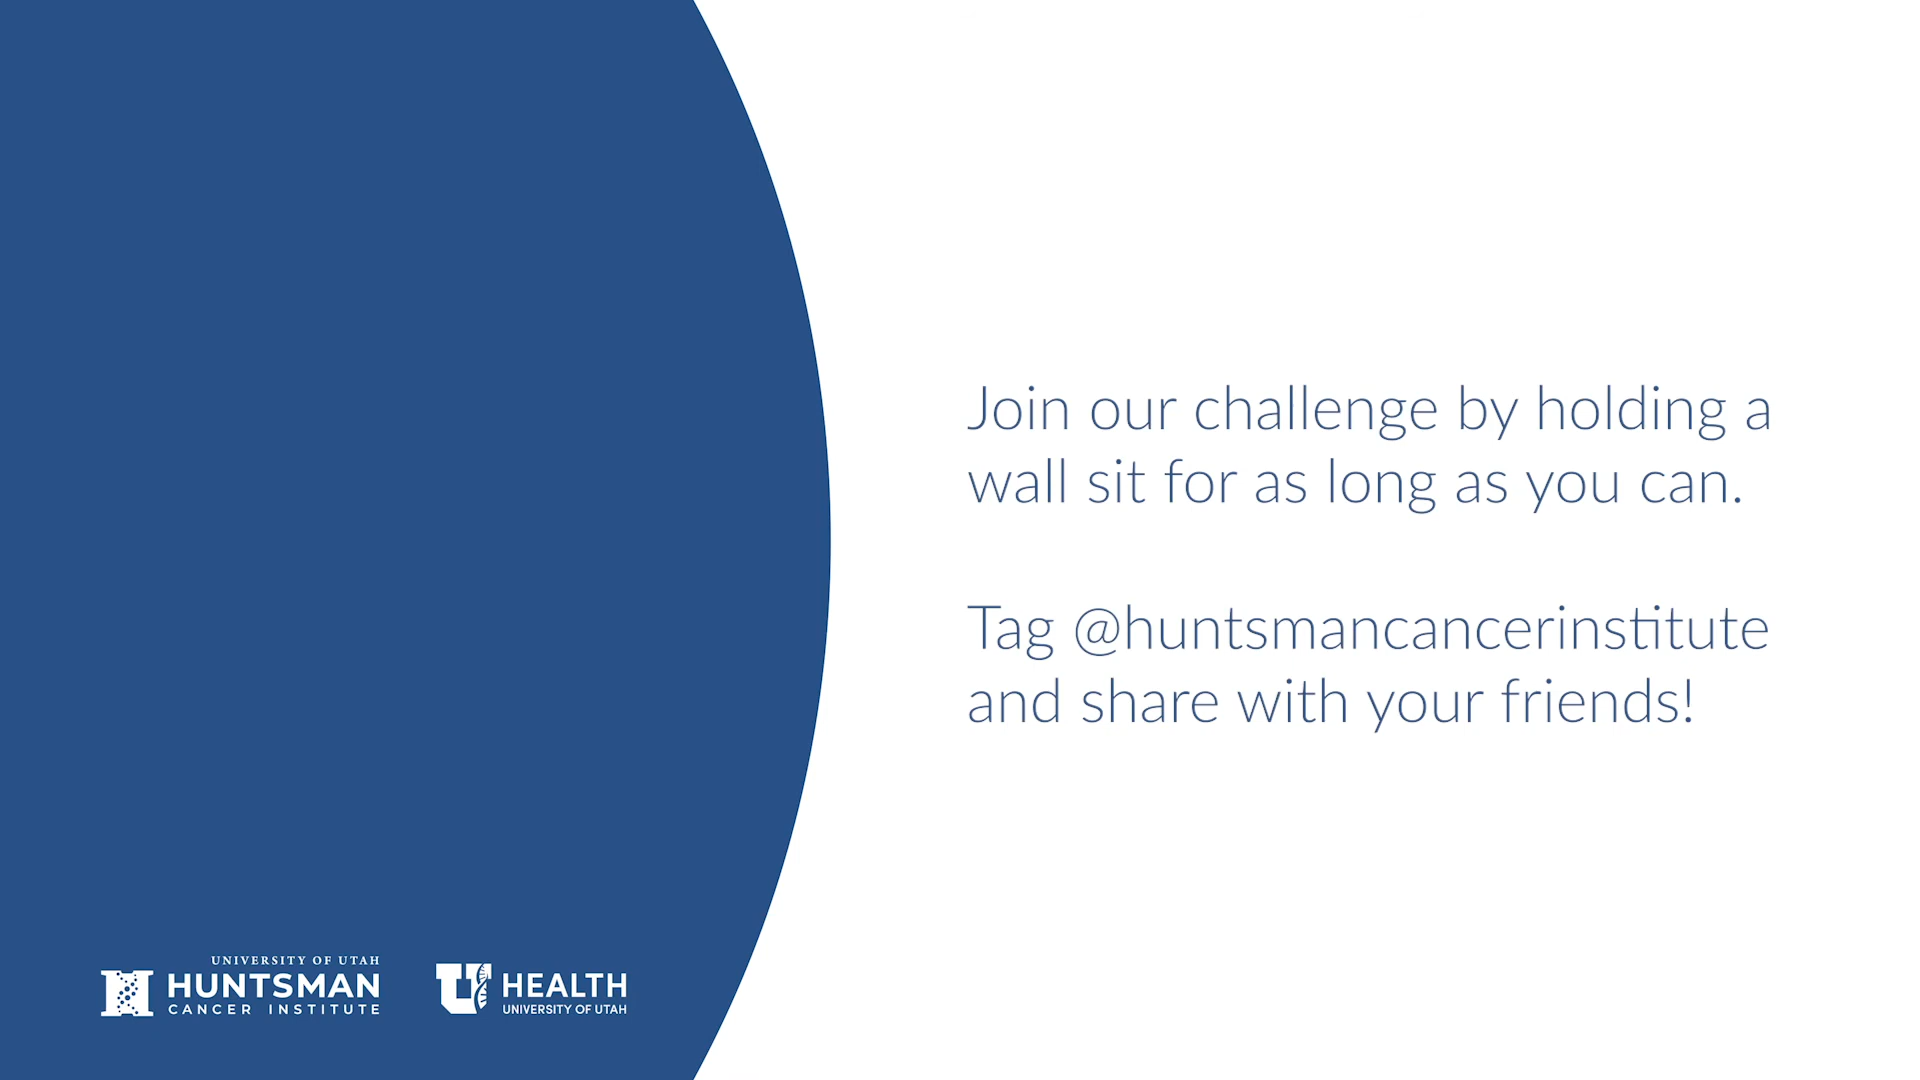 Join our challenge by holding a
wall sit for as long as you can.
Tag @huntsmancancerinstitute
and share with your friends!
UNIVERSITY OF UTAH
HUNTSMAN
CANCER INSTITUTE
U HEALTH
UNIVERSITY OF UTAH